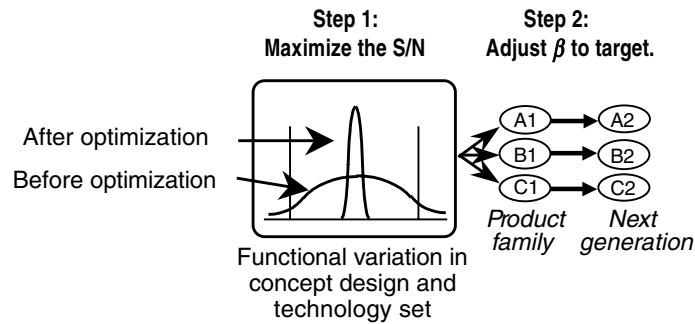 Step 1:
Maximize the S/N
Step 2:
Adjust β to target.
After optimization
Before optimization
A1
A2
B1
B2
C1
C2
Product
family
Next
generation
Functional variation in
concept design and
technology set